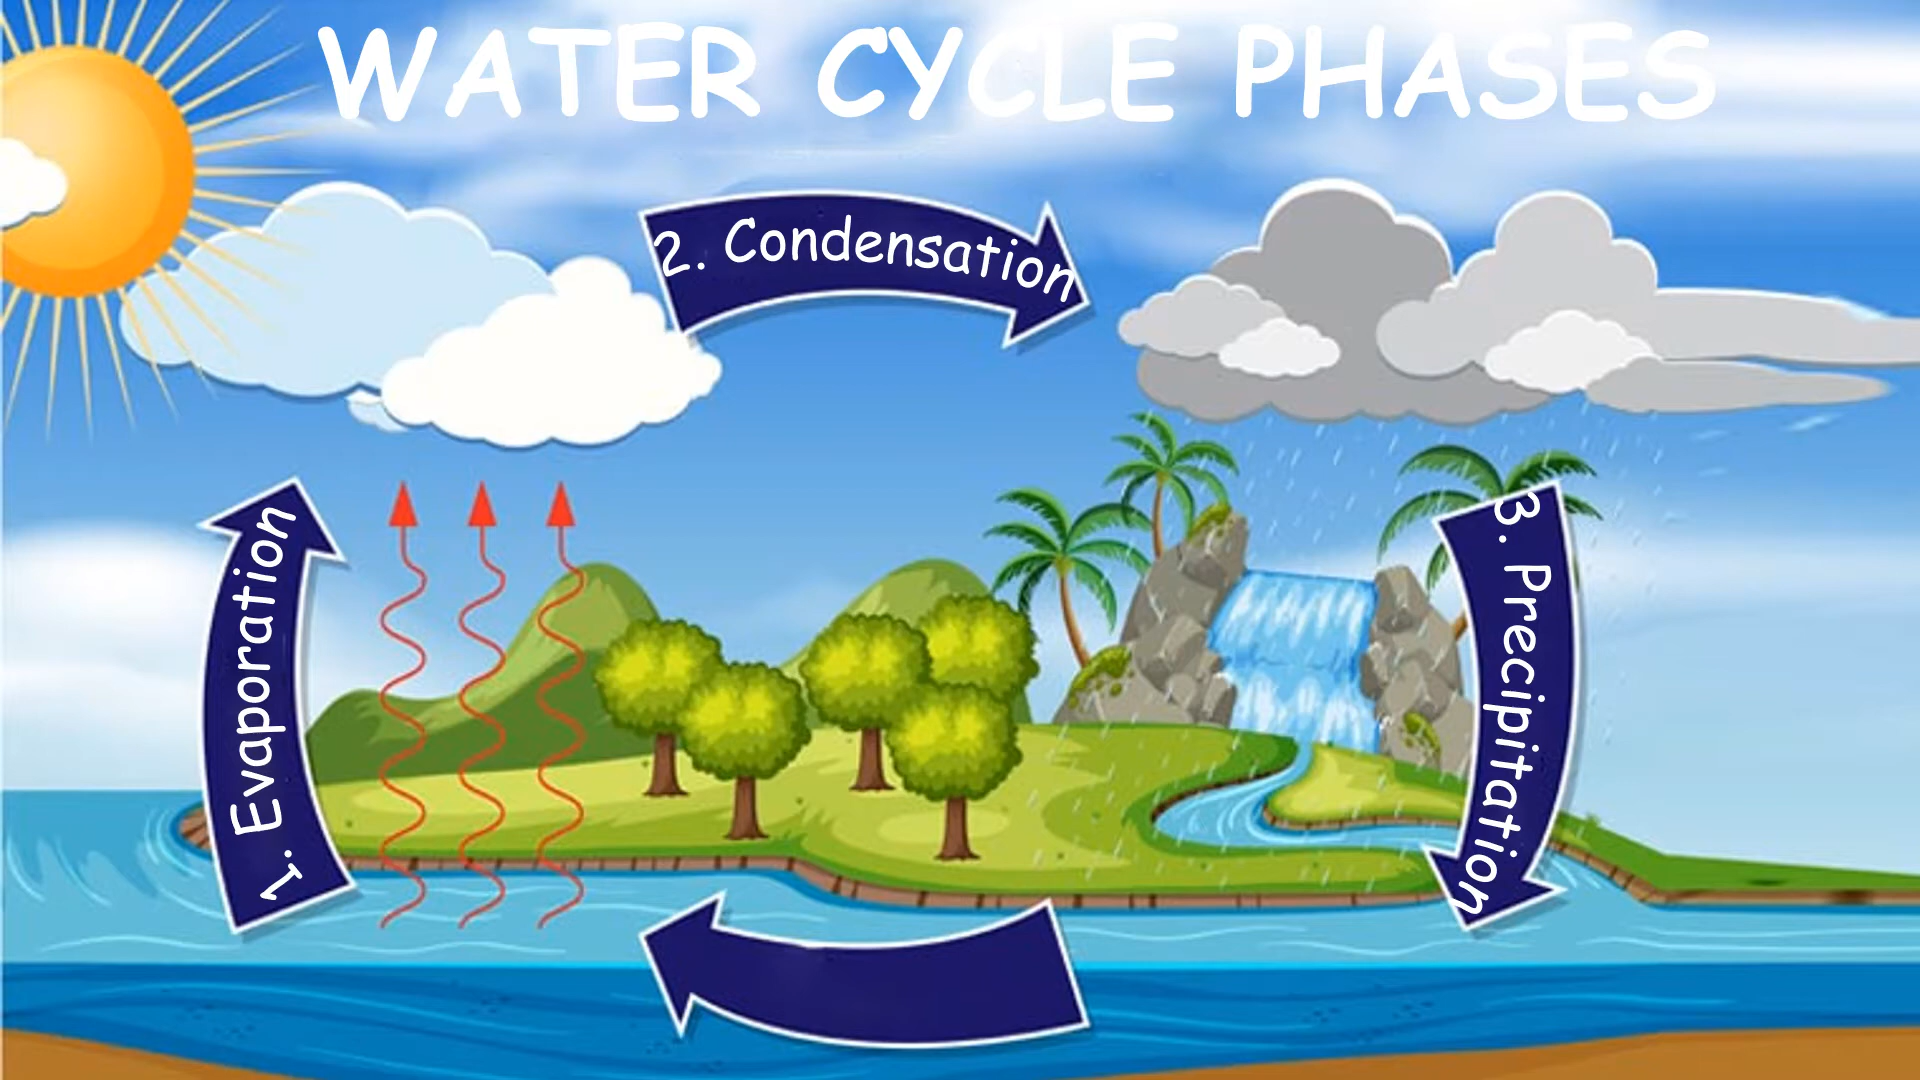 WATER CYCLE PHASES
2. Condensation
1. Evaporation
3. Precipitation